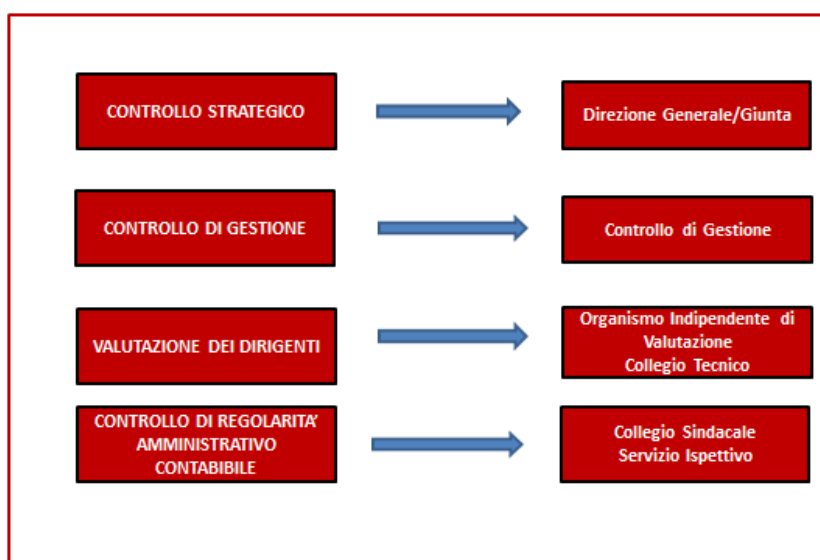 CONTROLLO STRATEGICO
Direzione Generale/Giunta
CONTROLLO DI GESTIONE
Controllo di Gestione
VALUTAZIONE DEI DIRIGENTI
Organismo Indipendente di
Valutazione
Collegio Tecnico
CONTROLLO DI REGOLARITA'
AMMINISTRATIVO
CONTABIBILE
Collegio Sindacale
Servizio Ispettivo